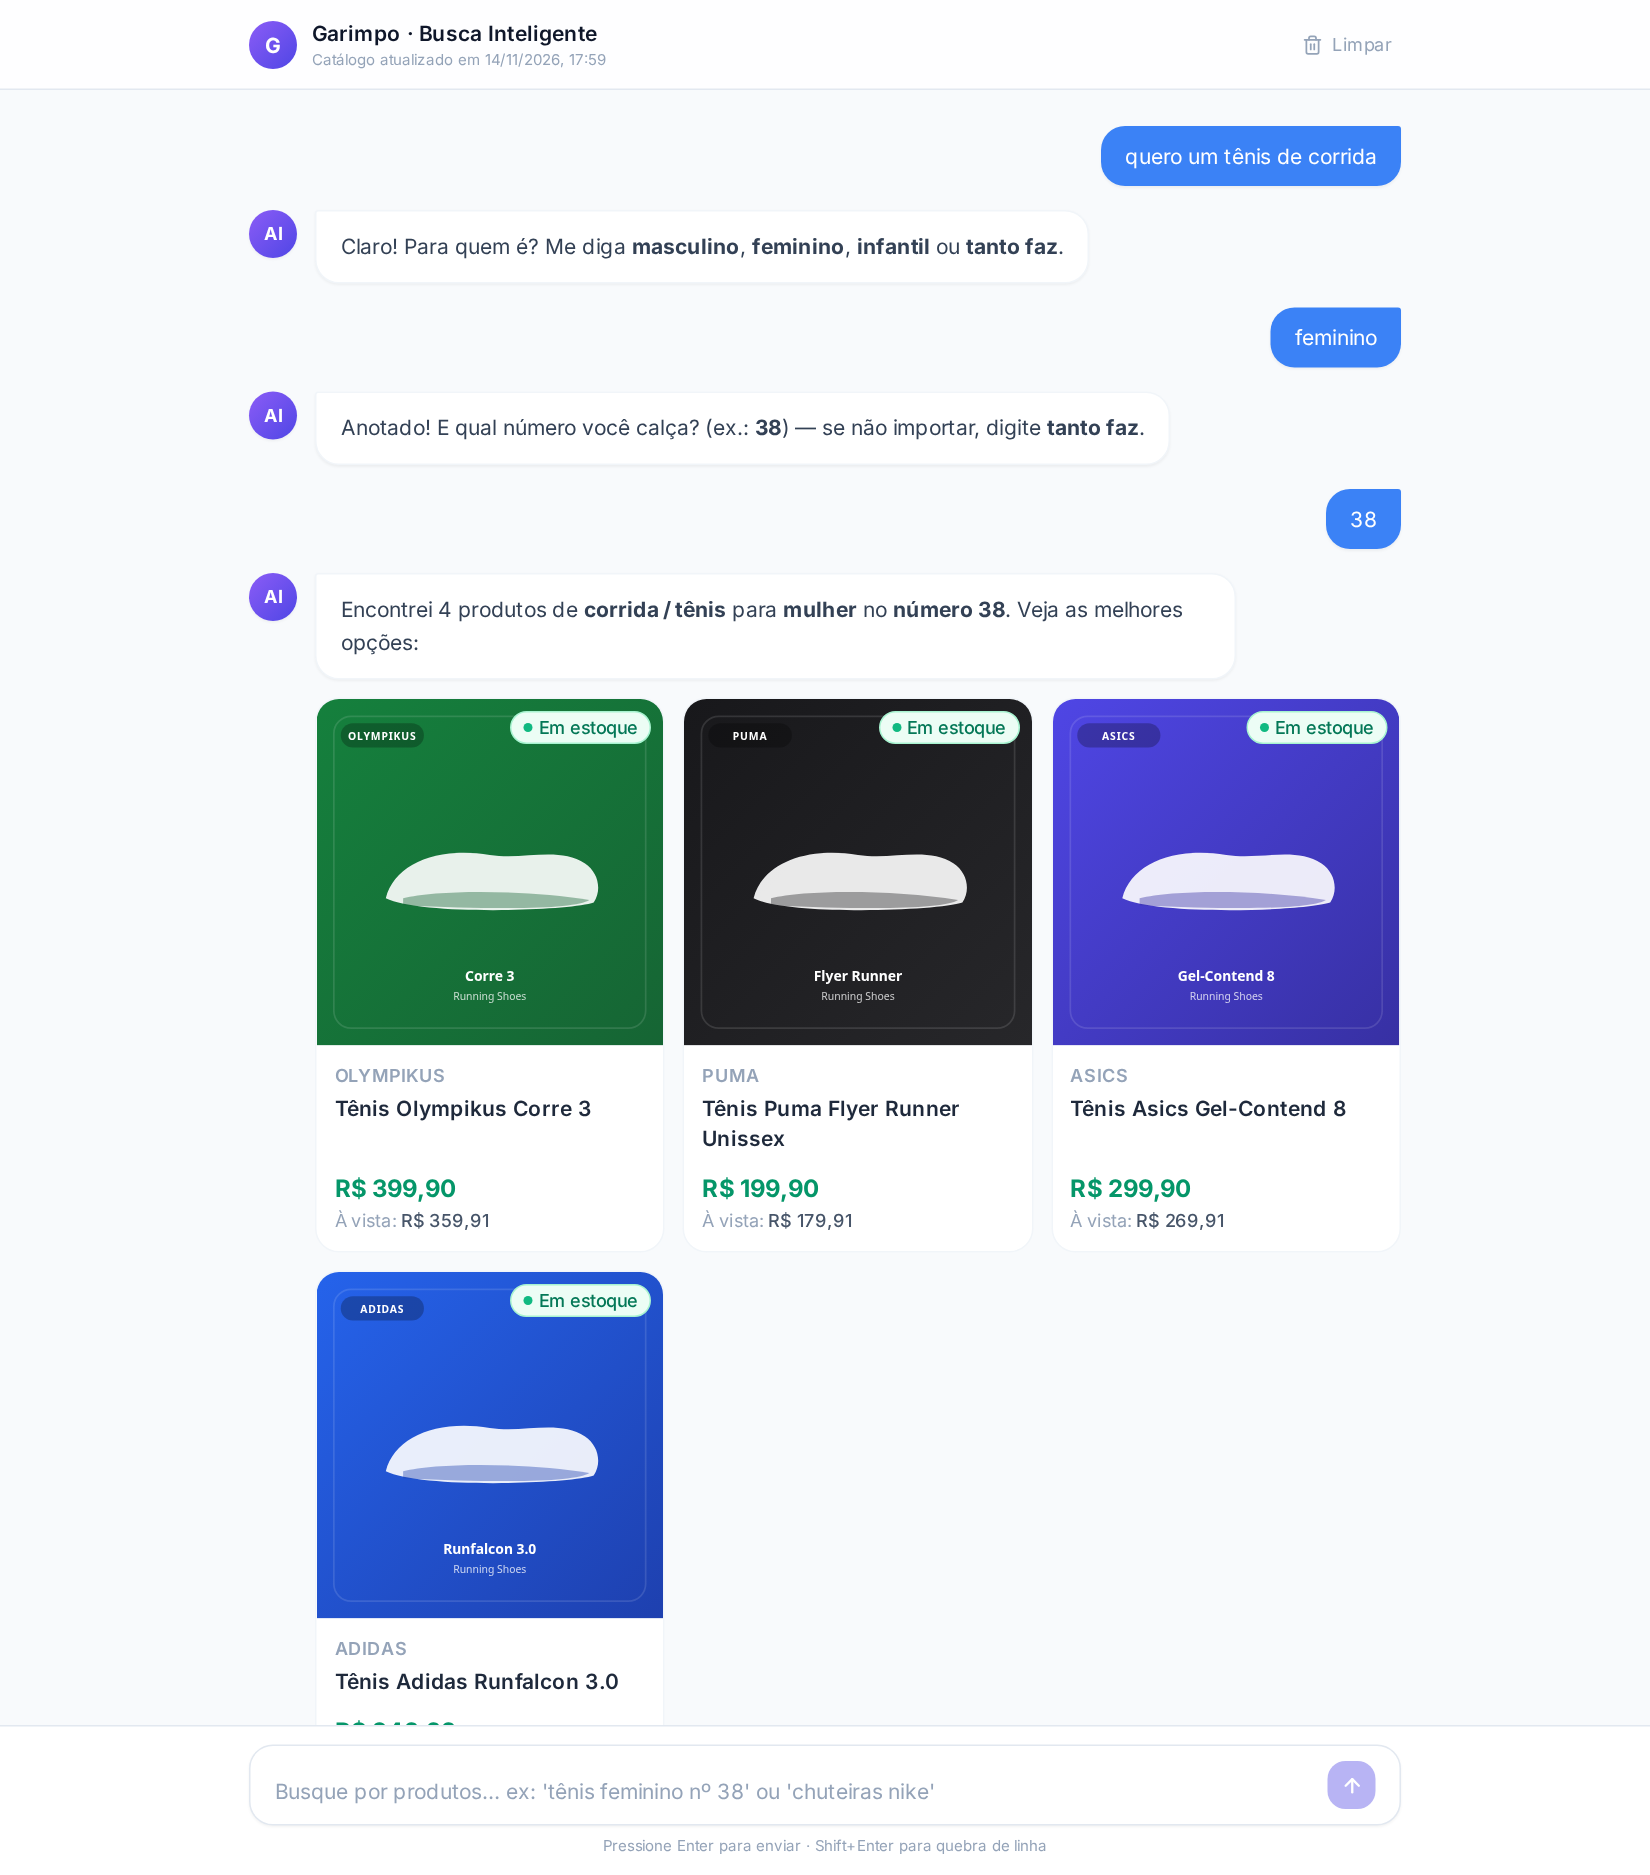 G
Garimpo · Busca Inteligente
Catálogo atualizado em 14/11/2026, 17:59
Limpar
quero um tênis de corrida
AI
Claro! Para quem é? Me diga masculino, feminino, infantil ou tanto faz.
feminino
AI
Anotado! E qual número você calça? (ex.: 38) — se não importar, digite tanto faz.
38
AI
Encontrei 4 produtos de corrida / tênis para mulher no número 38. Veja as melhores
opções:
OLYMPIKUS
Em estoque
Corre 3
Running Shoes
OLYMPIKUS
Tênis Olympikus Corre 3
R$ 399,90
À vista: R$ 359,91
PUMA
Em estoque
Flyer Runner
Running Shoes
PUMA
Tênis Puma Flyer Runner
Unissex
R$ 199,90
À vista: R$ 179,91
ASICS
Em estoque
Gel-Contend 8
Running Shoes
ASICS
Tênis Asics Gel-Contend 8
R$ 299,90
À vista: R$ 269,91
ADIDAS
Em estoque
Runfalcon 3.0
Running Shoes
ADIDAS
Tênis Adidas Runfalcon 3.0
R$
Busque por produtos... ex: 'tênis feminino nº 38' ou 'chuteiras nike'
Pressione Enter para enviar · Shift+Enter para quebra de linha